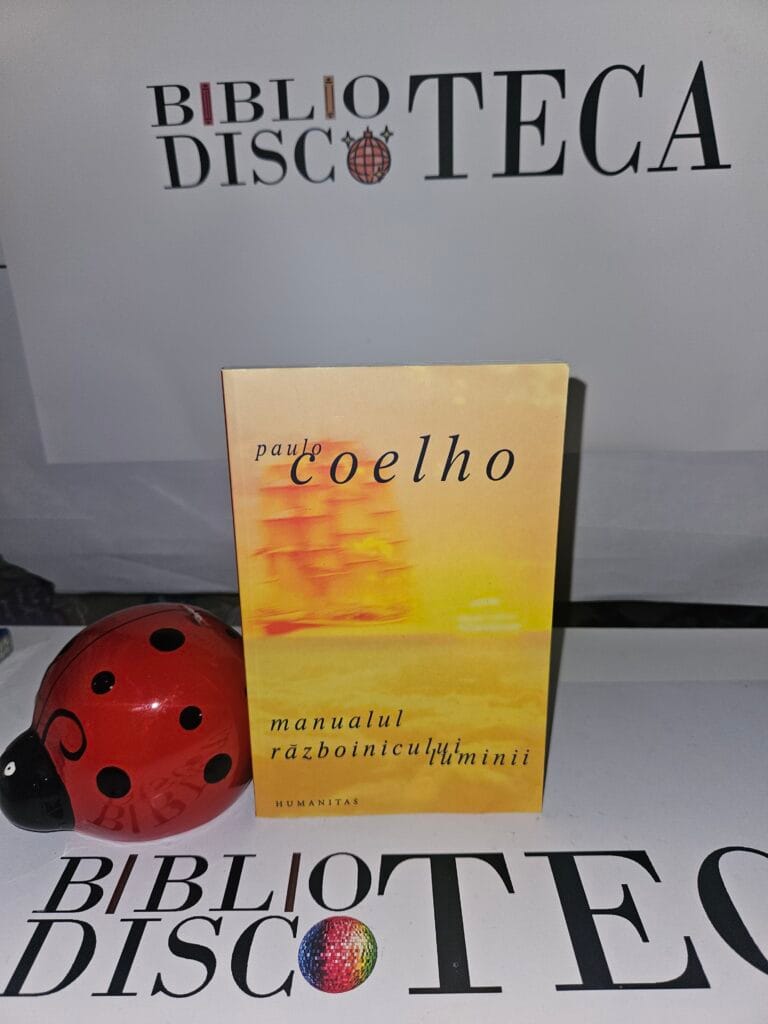 BIBLIO
DISCOTECA
paulo
coelho
manualul
războinicului
luminii
HUMANITAS
BIBLIO
DISCOTEC